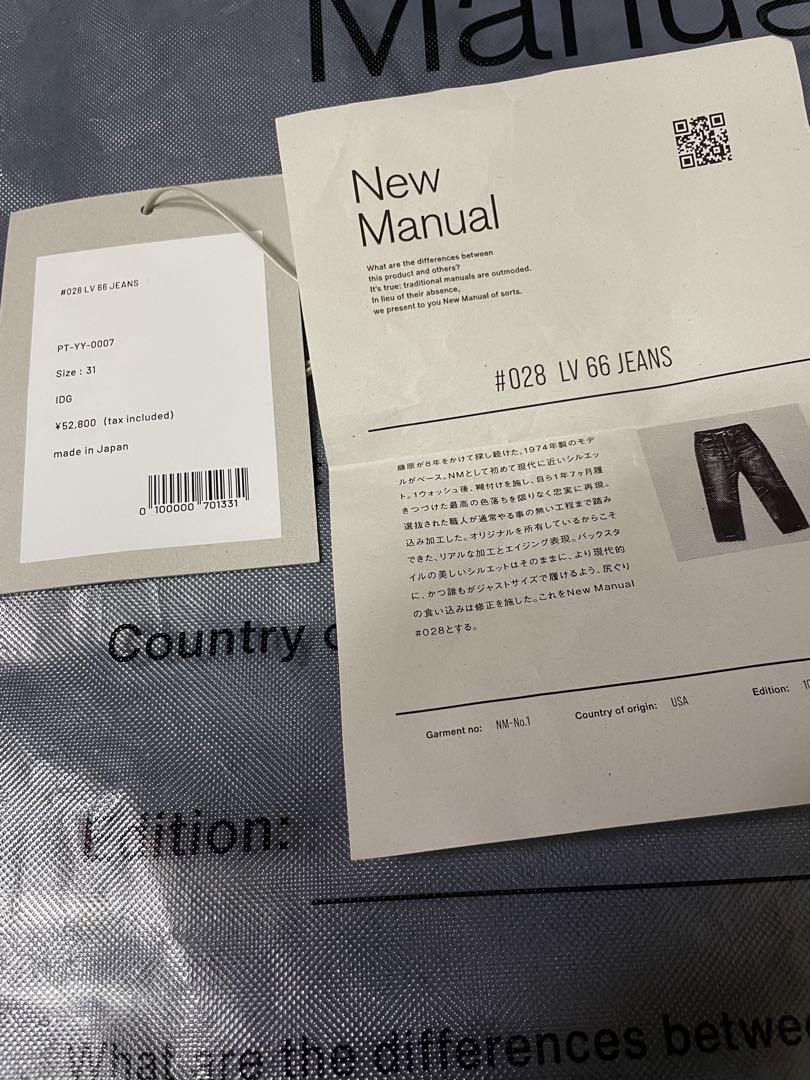 Manua
#028 LV 66 JEANS
PT-YY-0007
Size : 31
IDG
¥52,800 (tax included)
made in Japan
0 100000 701331
New
Manual
What are the differences between
this product and others?
It's true: traditional manuals are outmoded.
In lieu of their absence,
we present to you New Manual of sorts.
#028 LV 66 JEANS
藤原が8年をかけて探し続けた、1974年製のモデ
ルがベース。NMとして初めて現代に近いシルエッ
ト。1ウォッシュ後、糊付けを施し、自ら1年7ヶ月履
きつづけた最高の色落ちを限りなく忠実に再現。
選抜された職人が通常やる事の無い工程まで踏み
込み加工した。オリジナルを所有しているからこそ
できた、リアルな加工とエイジング表現。バックスタ
イルの美しいシルエットはそのままに、より現代的
に、かつ誰もがジャストサイズで履けるよう、尻ぐり
の食い込みは修正を施した。これをNew Manual
#028とする。
Garment no: NM-No.1 Country of origin: USA Edition: 1
Country o
Edition:
What are the differences betwee